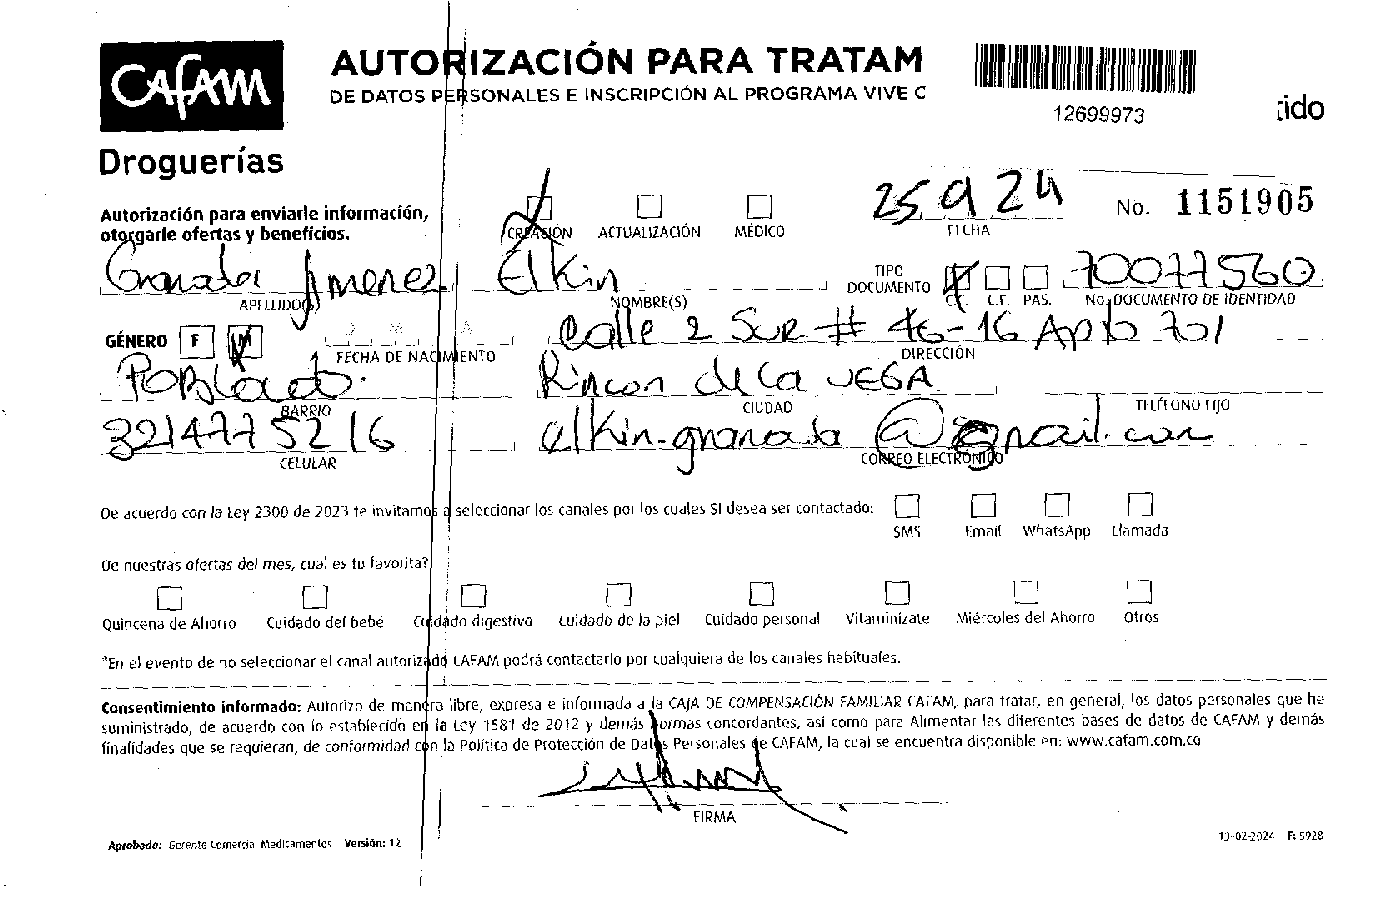 CAFAM
Droguerías
AUTORIZACIÓN PARA TRATAM
DE DATOS PERSONALES E INSCRIPCIÓN AL PROGRAMA VIVE C
12699973
ido
Autorización para enviarle información,
otorgarle ofertas y beneficios.
CREACIÓN ACTUALIZACIÓN MÉDICO
25 9 24
FECHA
No. 1151905
Granada Jimenez Elkin
APELLIDO(S) NOMBRE(S)
TIPO DOCUMENTO C.C. C.E. PAS.
70077560
No. DOCUMENTO DE IDENTIDAD
GÉNERO F M
D M A
FECHA DE NACIMIENTO
Calle 2 Sur # 46-16 Apto 701
DIRECCIÓN
Poblado Rincon de la VEGA
BARRIO CIUDAD TELÉFONO FIJO
3214775216 elkin-granada@gmail.com
CELULAR CORREO ELECTRÓNICO
De acuerdo con la Ley 2300 de 2023 te invitamos a seleccionar los canales por los cuales SI desea ser contactado:
SMS Email WhatsApp Llamada
De nuestras ofertas del mes, cual es tu favorita?
Quincena de Ahorro Cuidado del bebé Cuidado digestivo Cuidado de la piel Cuidado personal Vitaminízate Miércoles del Ahorro Otros
*En el evento de no seleccionar el canal autorizado CAFAM podrá contactarlo por cualquiera de los canales habituales.
Consentimiento informado: Autorizo de manera libre, expresa e informada a la CAJA DE COMPENSACIÓN FAMILIAR CAFAM, para tratar, en general, los datos personales que he
suministrado, de acuerdo con lo establecido en la Ley 1581 de 2012 y demás normas concordantes, así como para Alimentar las diferentes bases de datos de CAFAM y demás
finalidades que se requieran, de conformidad con la Política de Protección de Datos Personales de CAFAM, la cual se encuentra disponible en: www.cafam.com.co
FIRMA
Aprobado: Gerente Comercial Medicamentos Versión: 12
19-02-2024 F: 5928